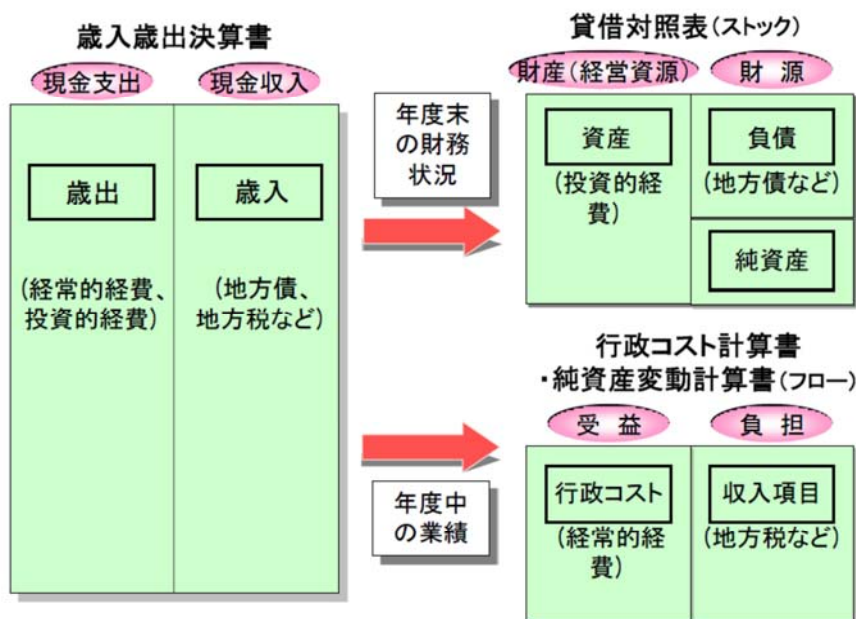 歳入歳出決算書
現金支出
現金収入
歳出
歳入
(経常的経費、
投資的経費)
(地方債、
地方税など)
年度末
の財務
状況
貸借対照表(ストック)
財産(経営資源)
財 源
資産
(投資的経
費)
負債
(地方債など)
純資産
年度中
の業績
行政コスト計算書
・純資産変動計算書(フロー)
受 益
負 担
行政コスト
(経常的経
費)
収入項目
(地方税など)